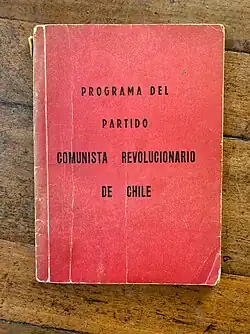 PROGRAMA DEL
PARTIDO
COMUNISTA REVOLUCIONARIO
DE CHILE